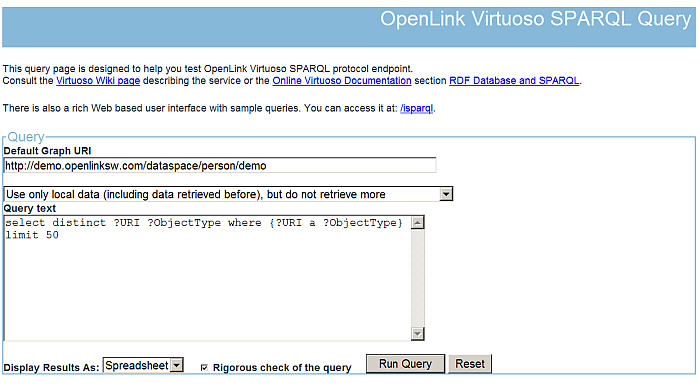 OpenLink Virtuoso SPARQL Query
This query page is designed to help you test OpenLink Virtuoso SPARQL protocol endpoint.
Consult the Virtuoso Wiki page describing the service or the Online Virtuoso Documentation section RDF Database and SPARQL.
There is also a rich Web based user interface with sample queries. You can access it at: /isparql.
Query
Default Graph URI
http://demo.openlinksw.com/dataspace/person/demo
Use only local data (including data retrieved before), but do not retrieve more
Query text
select distinct ?URI ?ObjectType where {?URI a ?ObjectType}
limit 50
Display Results As: Spreadsheet Rigorous check of the query Run Query Reset